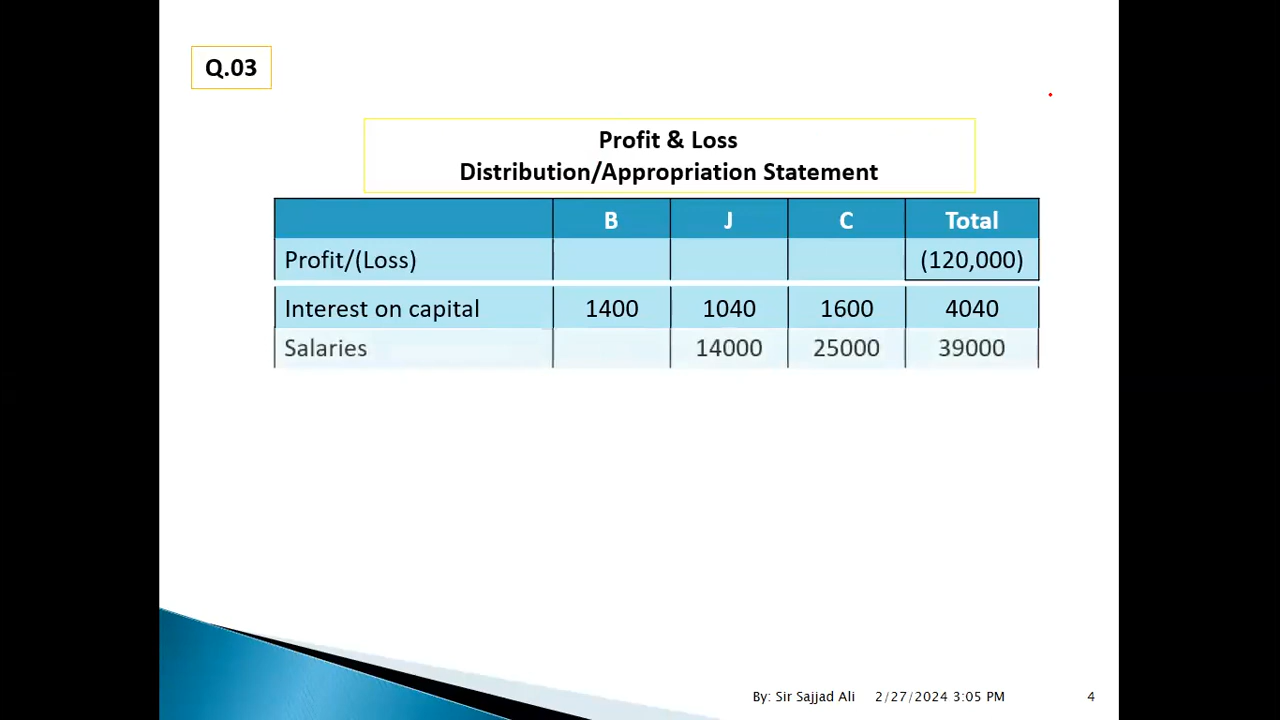 Q.03
Profit & Loss
Distribution/Appropriation Statement
B J C Total
Profit/(Loss) (120,000)
Interest on capital 1400 1040 1600 4040
Salaries 14000 25000 39000
By: Sir Sajjad Ali 2/27/2024 3:05 PM 4